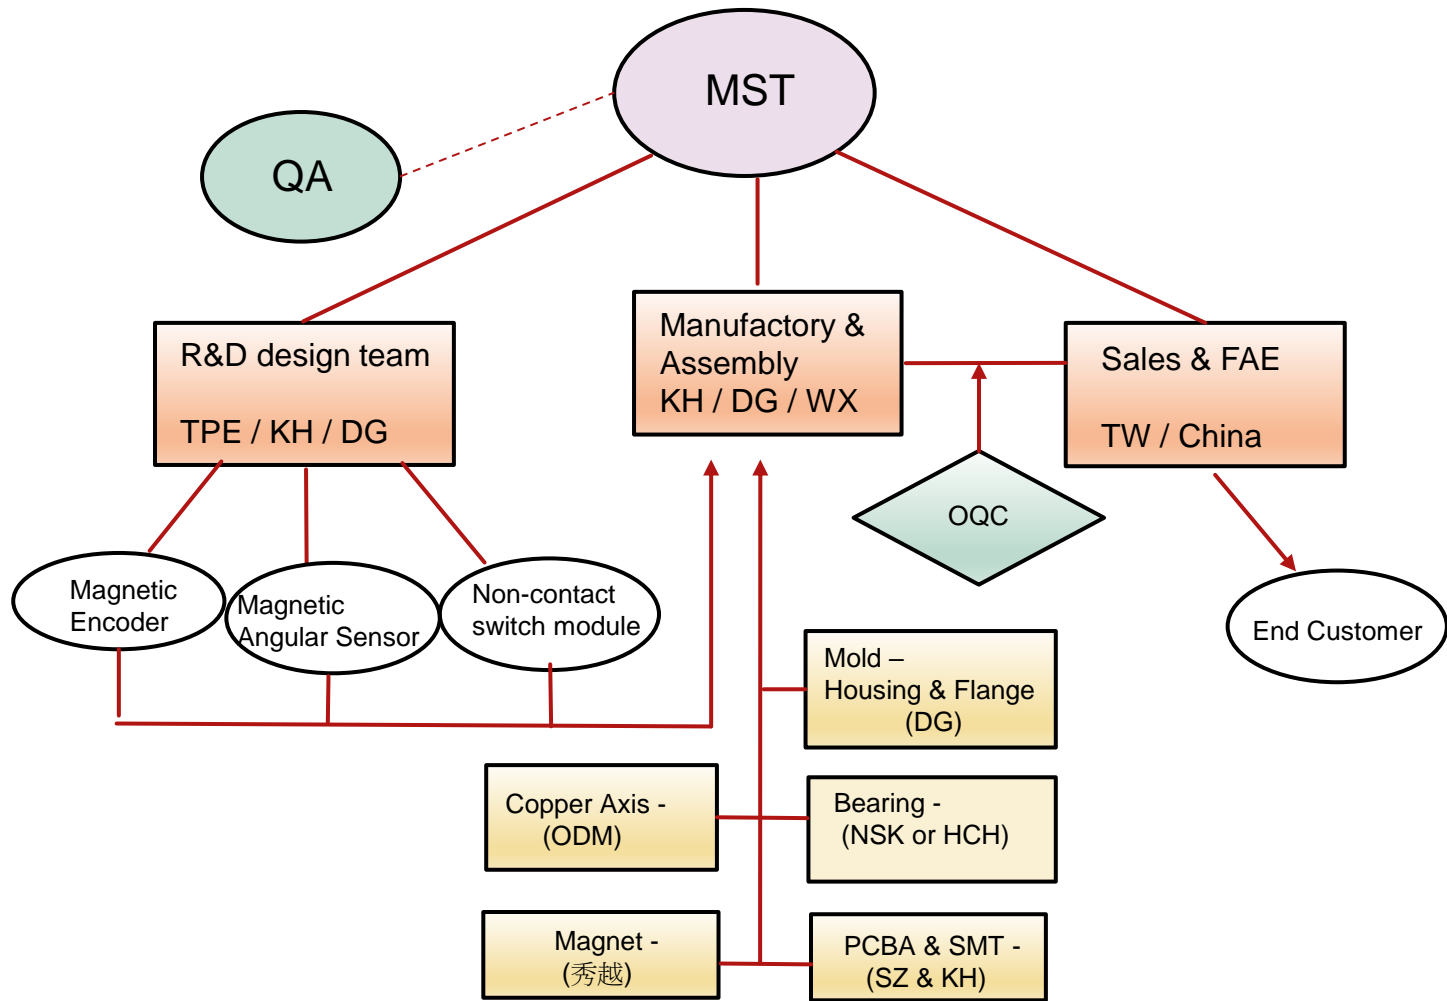 MST
QA
R&D design team
TPE / KH / DG
Manufactory &
Assembly
KH / DG / WX
Sales & FAE
TW / China
OQC
Magnetic
Encoder
Magnetic
Angular Sensor
Non-contact
switch module
End Customer
Mold –
Housing & Flange
(DG)
Copper Axis -
(ODM)
Bearing -
(NSK or HCH)
Magnet -
(秀越)
PCBA & SMT -
(SZ & KH)